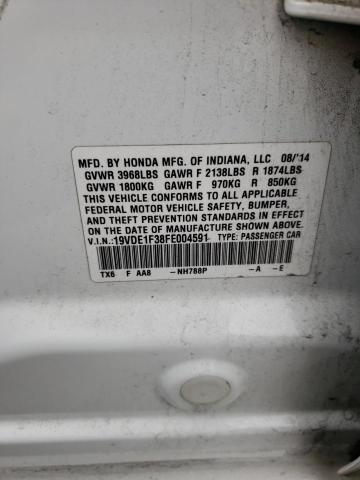 MFD. BY HONDA MFG. OF INDIANA, LLC 08/'14
GVWR 3968LBS GAWR F 2138LBS R 1874LBS
GVWR 1800KG GAWR F 970KG R 850KG
THIS VEHICLE CONFORMS TO ALL APPLICABLE
FEDERAL MOTOR VEHICLE SAFETY, BUMPER,
AND THEFT PREVENTION STANDARDS IN EFFECT
ON THE DATE OF MANUFACTURE SHOWN ABOVE.
V.I.N.:19VDE1F38FE004591 TYPE: PASSENGER CAR
TX6 F AA8 -NH788P -A -E